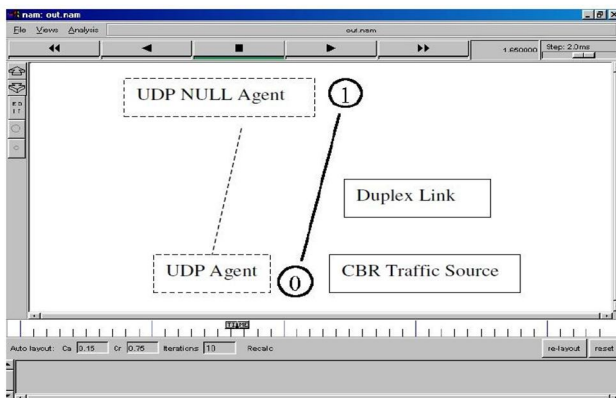 nam: out.nam
File Views Analysis out.nam
1.650000 Step: 2.0ms
UDP NULL Agent 1
Duplex Link
UDP Agent 0 CBR Traffic Source
TIME
Auto layout: Ca 0.15 Cr 0.75 Iterations 10 Recalc re-layout reset